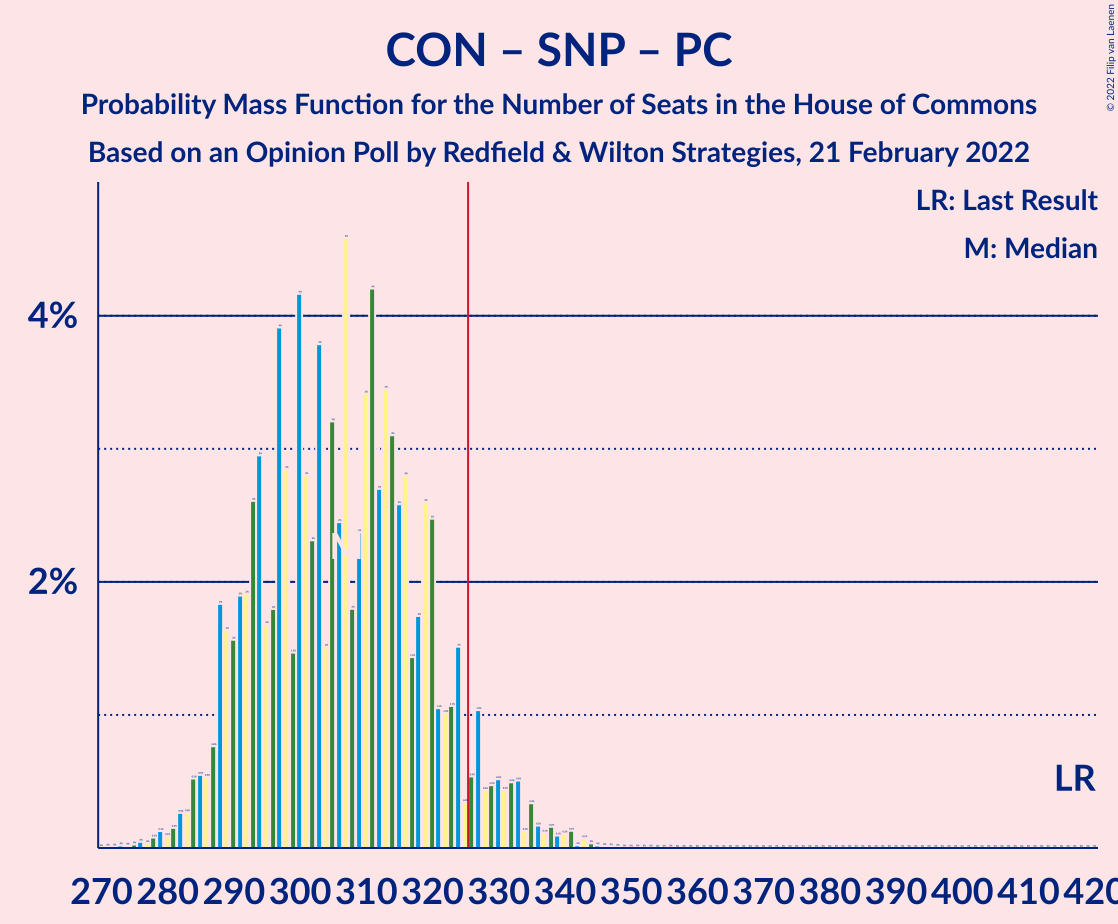 CON – SNP – PC
Probability Mass Function for the Number of Seats in the House of Commons
Based on an Opinion Poll by Redfield & Wilton Strategies, 21 February 2022
© 2022 Filip van Laenen
LR: Last Result
M: Median
4%
2%
M
LR
270 280 290 300 310 320 330 340 350 360 370 380 390 400 410 420